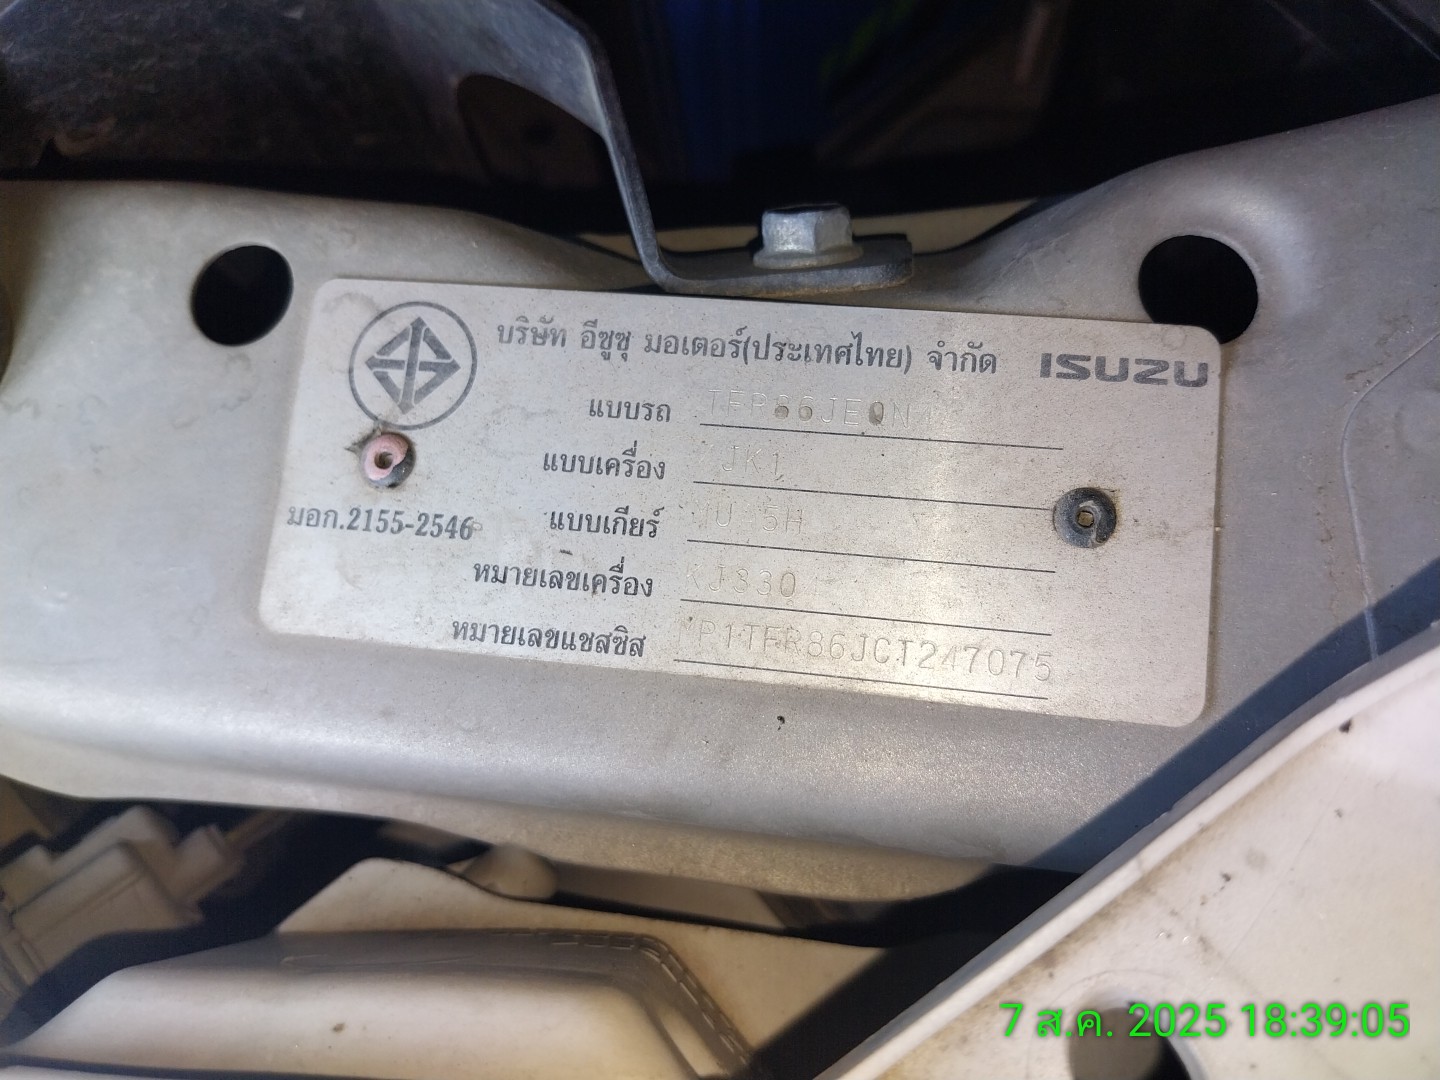 บริษัท อีซูซุ มอเตอร์(ประเทศไทย) จำกัด ISUZU
แบบรถ
แบบเครื่อง JK1
แบบเกียร์ 5H
มอก.2155-2546
หมายเลขเครื่อง
หมายเลขแชสซิส P1TFR86JCT247075
7 ส.ค. 2025 18:39:05